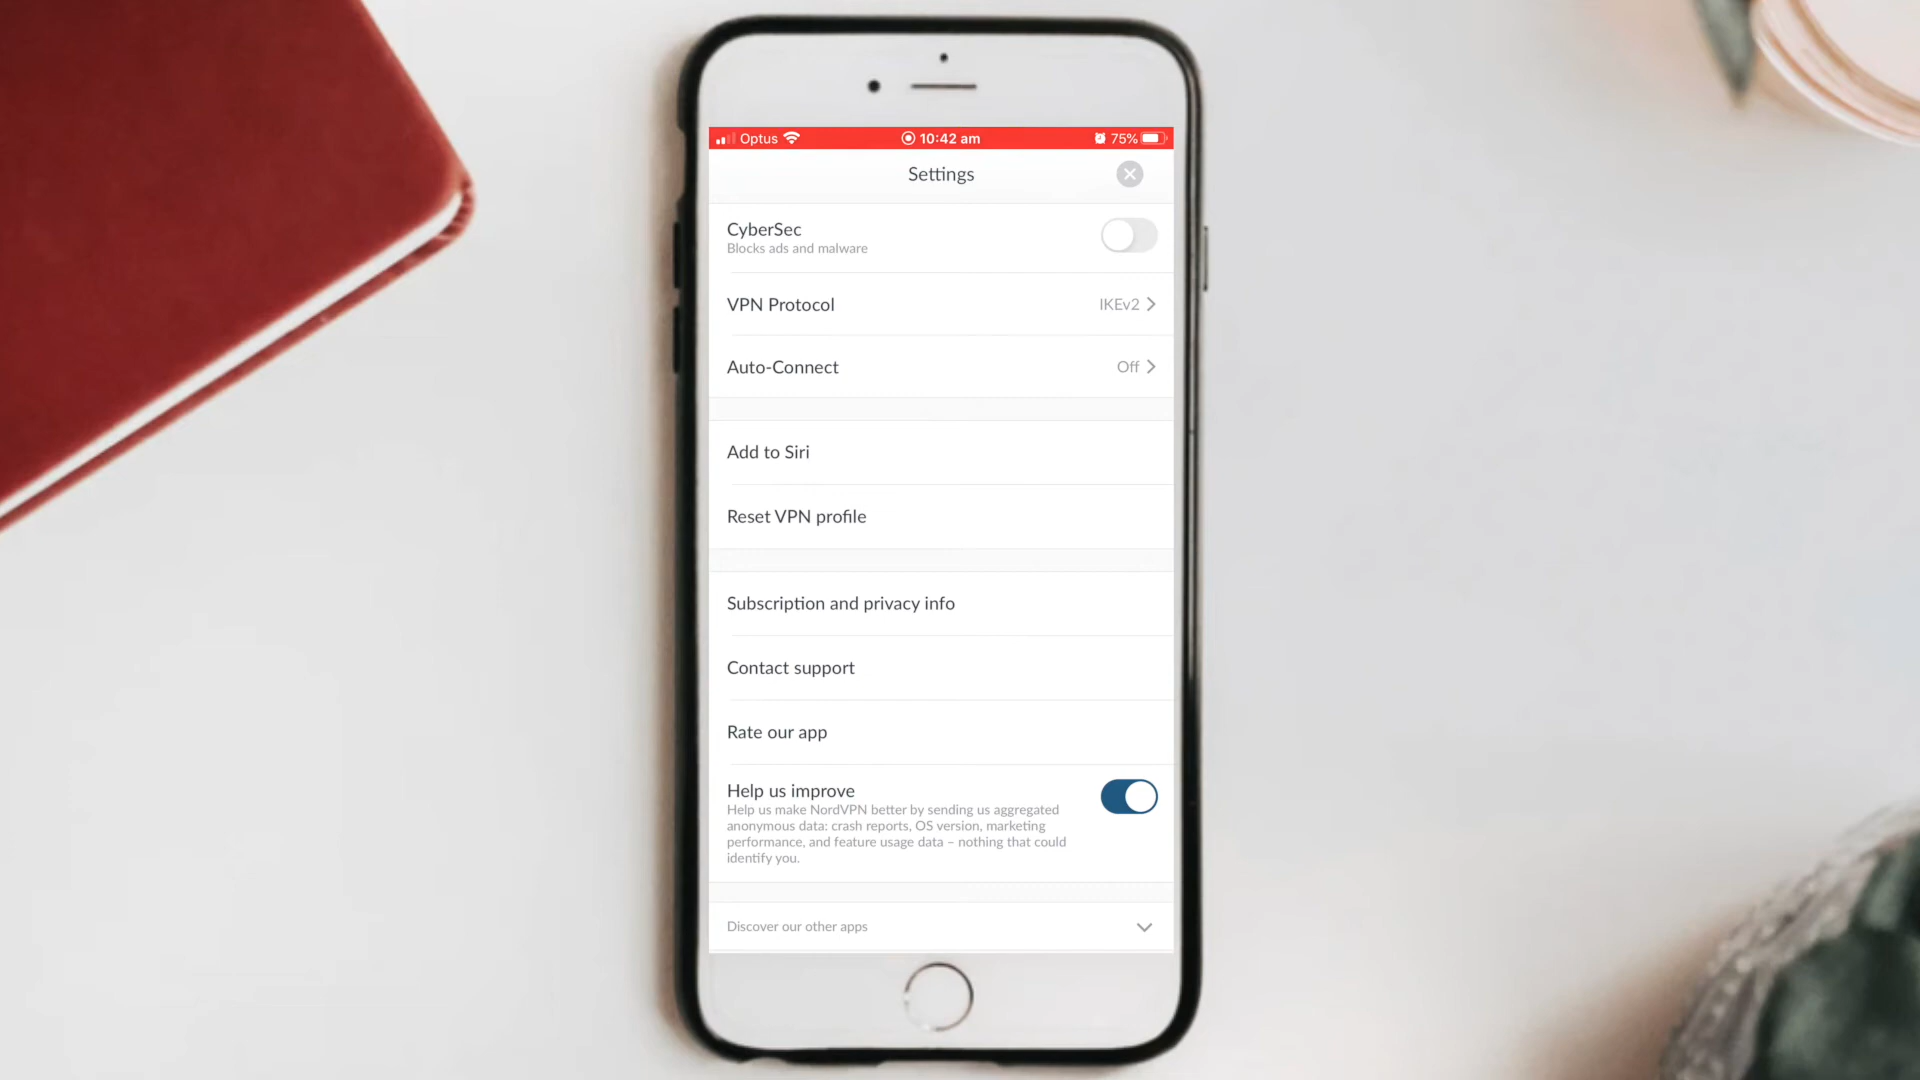 Optus 10:42 am 75%
Settings
CyberSec
Blocks ads and malware
VPN Protocol IKEv2
Auto-Connect Off
Add to Siri
Reset VPN profile
Subscription and privacy info
Contact support
Rate our app
Help us improve
Help us make NordVPN better by sending us aggregated
anonymous data: crash reports, OS version, marketing
performance, and feature usage data – nothing that could
identify you.
Discover our other apps